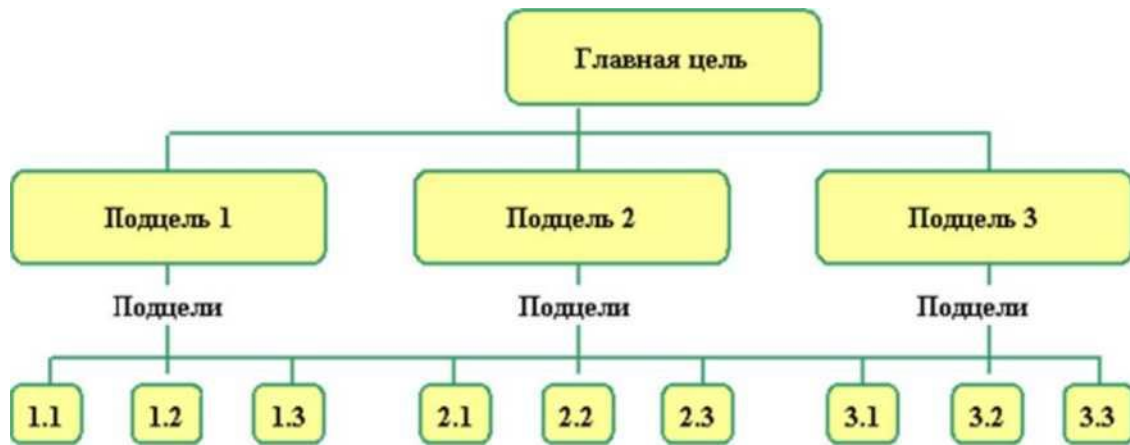 Главная цель
Подцель 1
Подцель 2
Подцель 3
Подцели
Подцели
Подцели
1.1
1.2
1.3
2.1
2.2
2.3
3.1
3.2
3.3